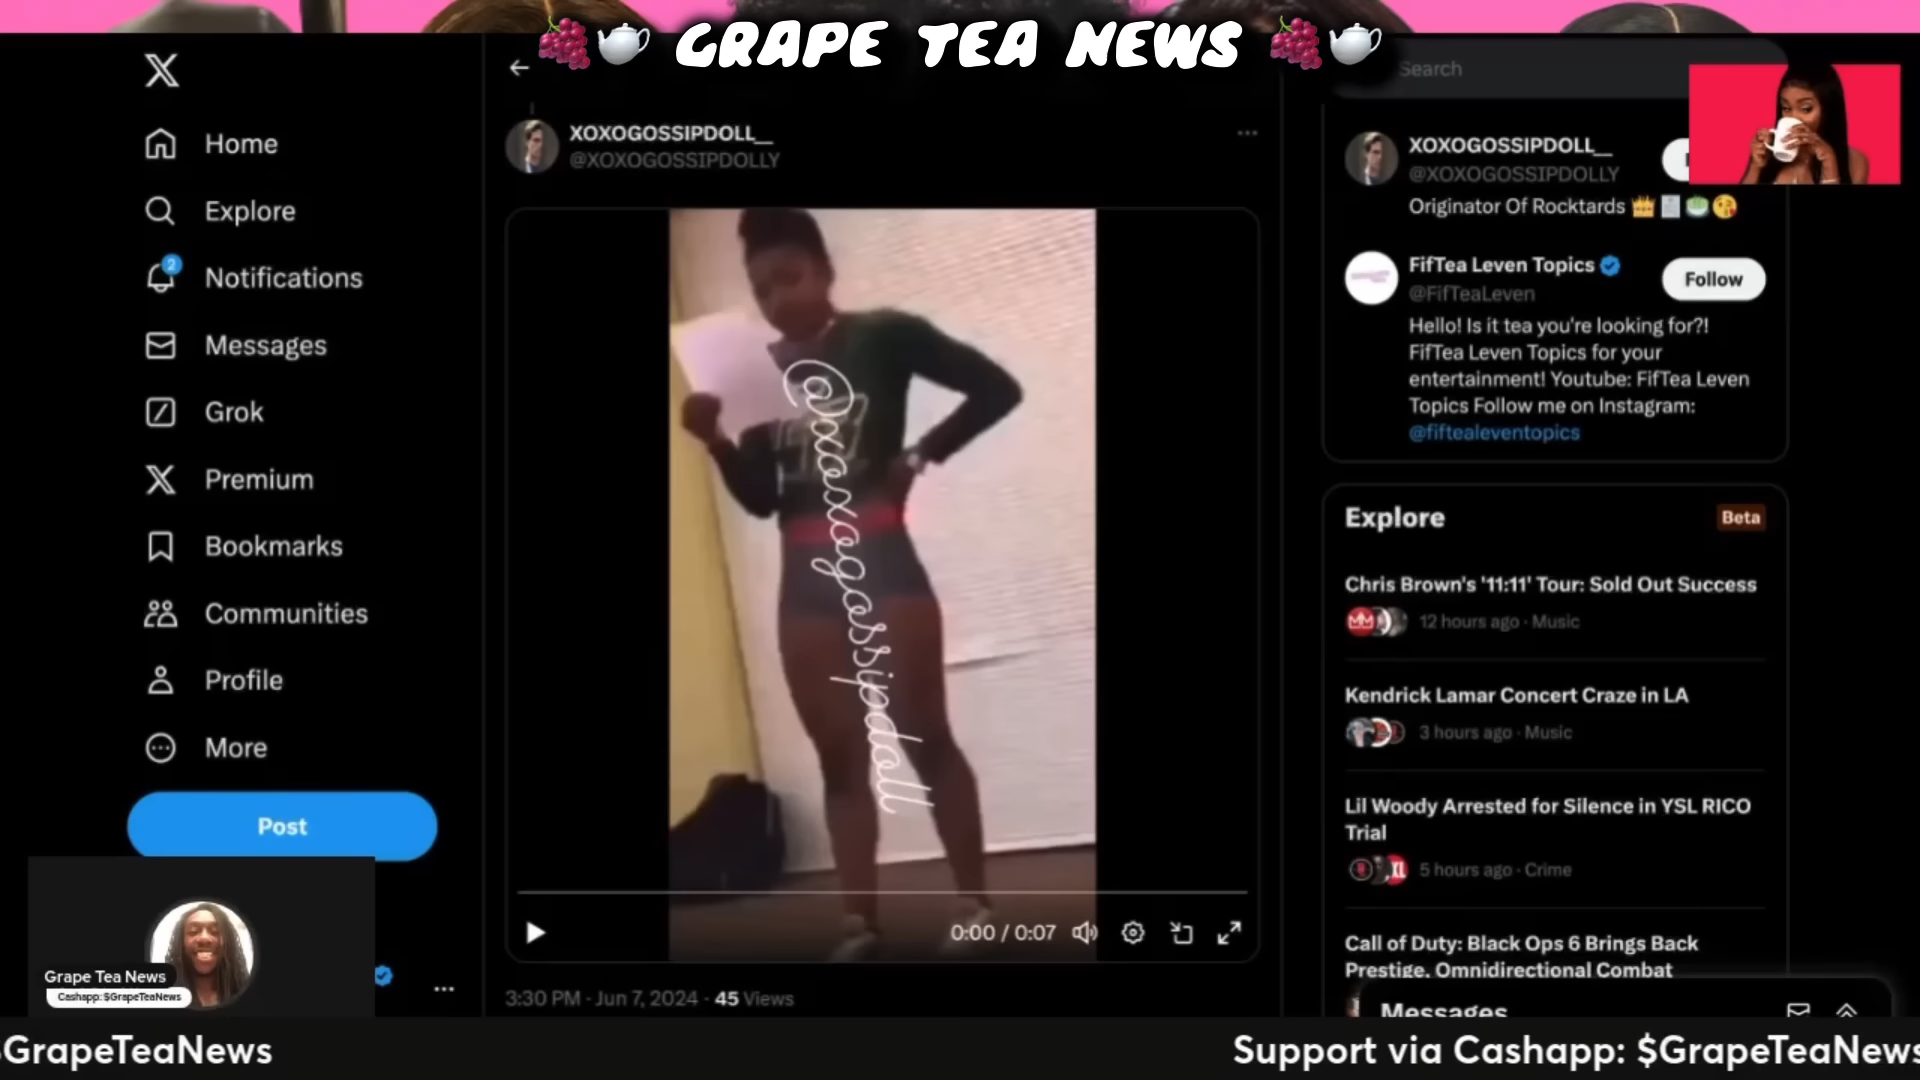 GRAPE TEA NEWS
Search
Home
Explore
Notifications
2
Messages
Grok
Premium
Bookmarks
Communities
Profile
More
Post
Grape Tea News
Cashapp: $GrapeTeaNews
XOXOGOSSIPDOLL__
@XOXOGOSSIPDOLLY
@xoxoxogossipdoll
0:00 / 0:07
3:30 PM · Jun 7, 2024 · 45 Views
XOXOGOSSIPDOLL__
@XOXOGOSSIPDOLLY
Originator Of Rocktards
FifTea Leven Topics
@FifTeaLeven
Follow
Hello! Is it tea you're looking for?!
FifTea Leven Topics for your
entertainment! Youtube: FifTea Leven
Topics Follow me on Instagram:
@fiftealeventopics
Explore
Beta
Chris Brown's '11:11' Tour: Sold Out Success
12 hours ago · Music
Kendrick Lamar Concert Craze in LA
3 hours ago · Music
Lil Woody Arrested for Silence in YSL RICO
Trial
5 hours ago · Crime
Call of Duty: Black Ops 6 Brings Back
Prestige, Omnidirectional Combat
Messages
$GrapeTeaNews
Support via Cashapp: $GrapeTeaNews